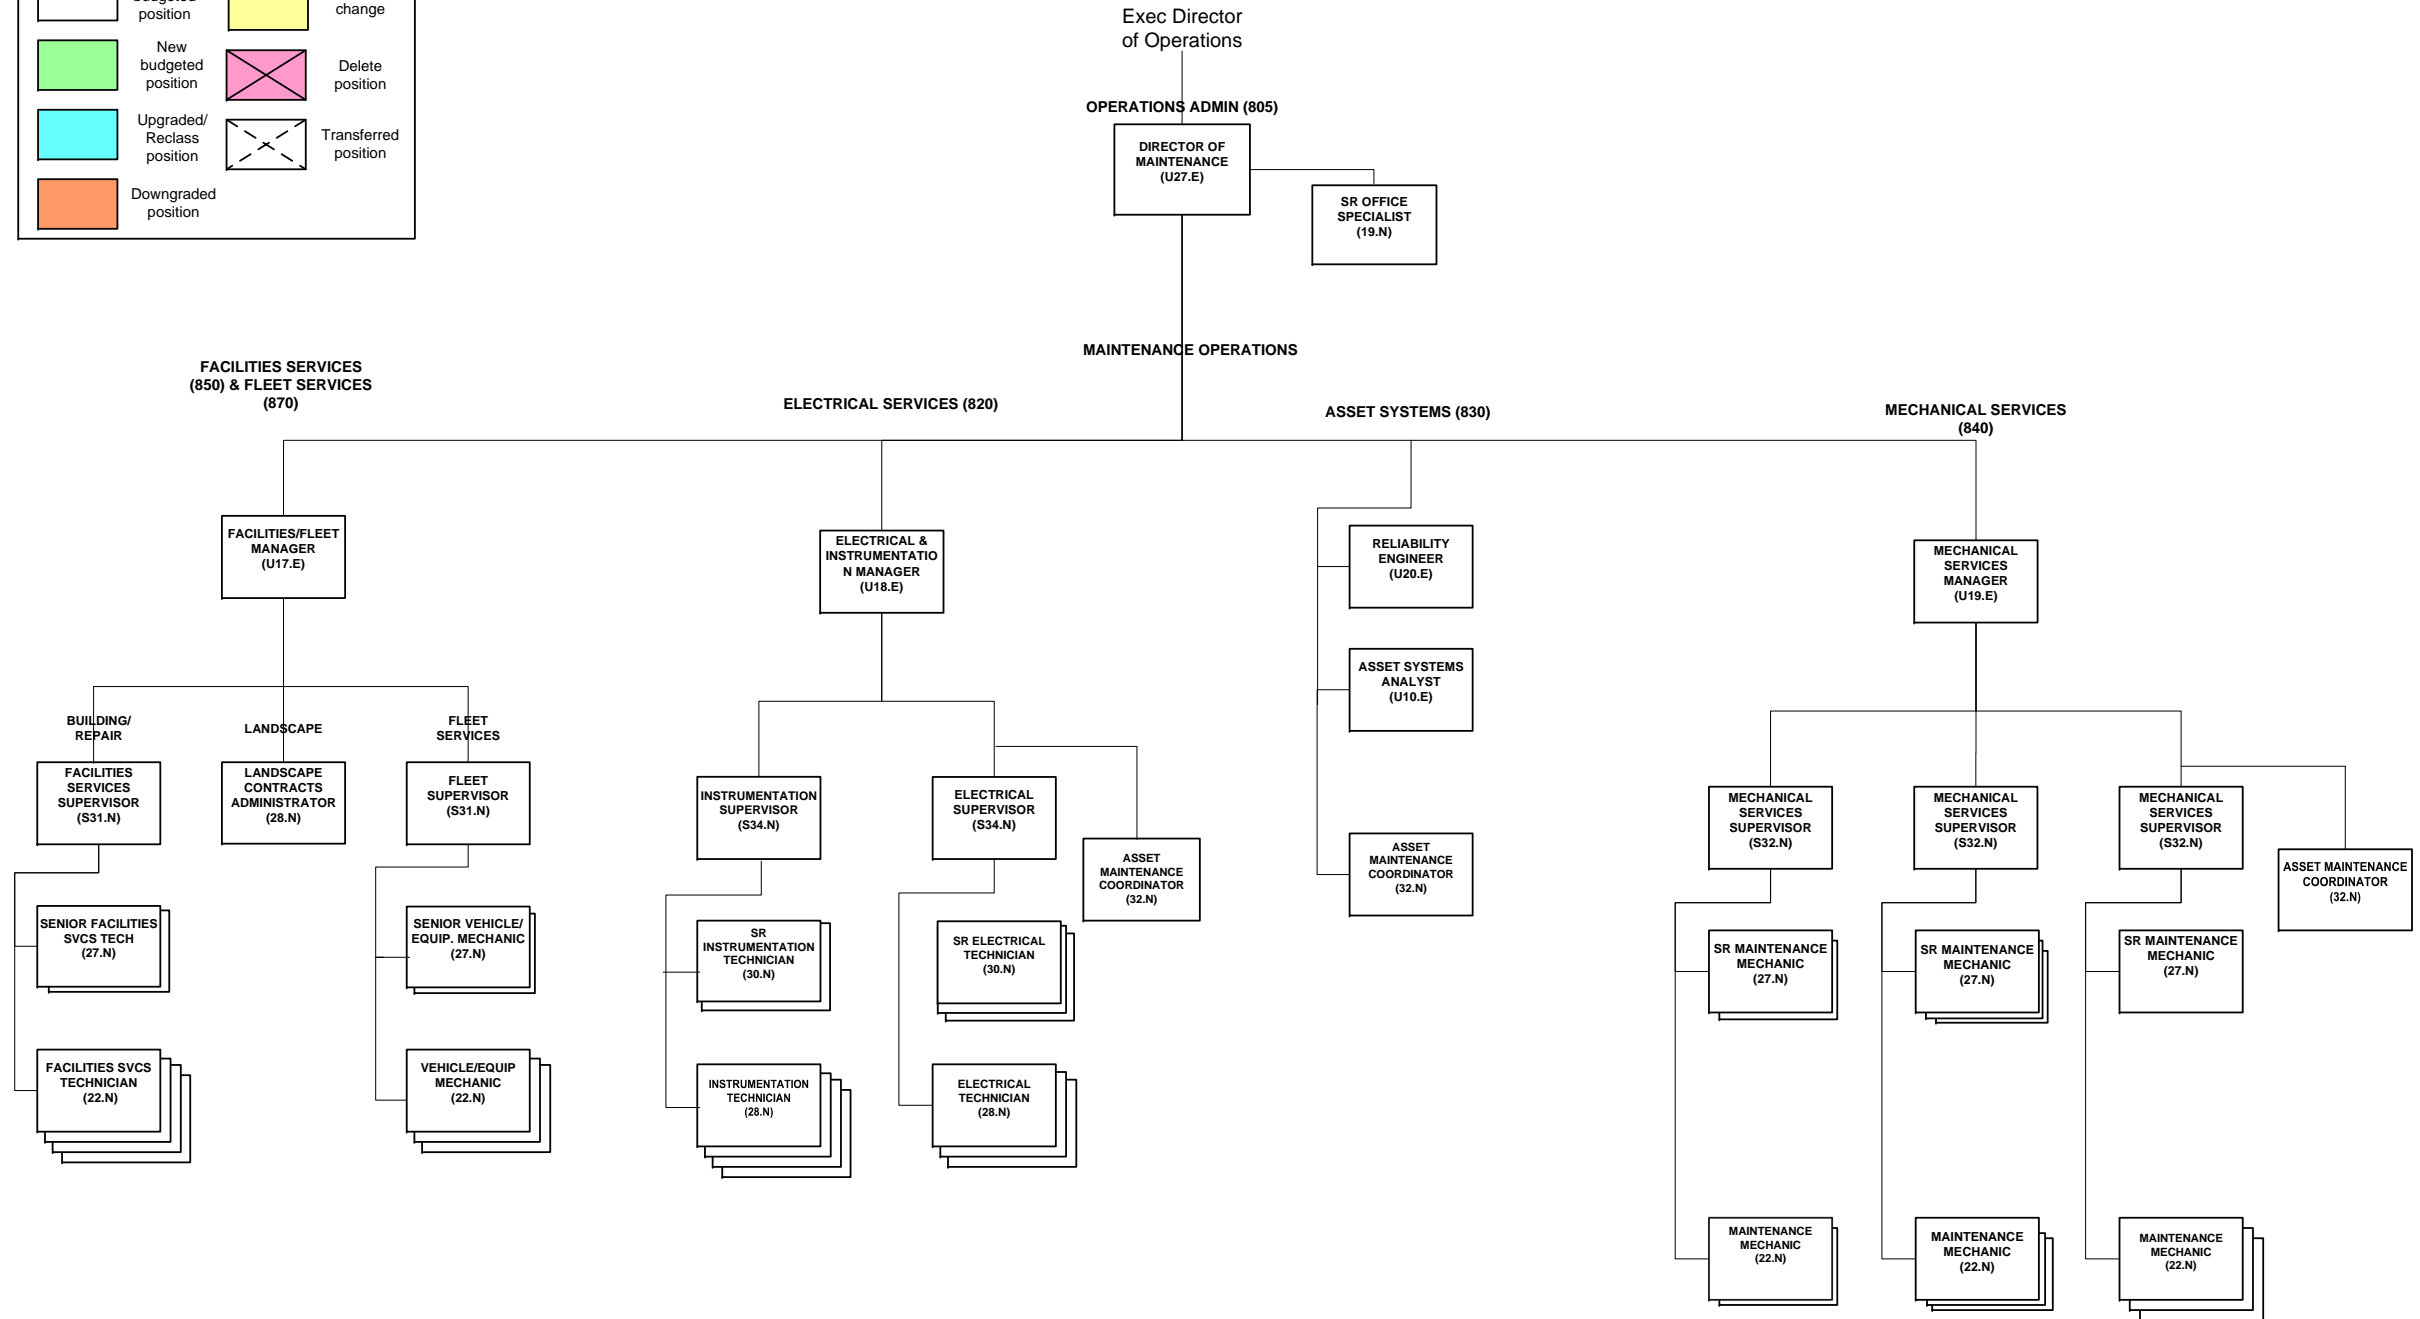 budgeted
position
change
New
budgeted
position
Delete
position
Upgraded/
Reclass
position
Transferred
position
Downgraded
position
Exec Director
of Operations
OPERATIONS ADMIN (805)
DIRECTOR OF
MAINTENANCE
(U27.E)
SR OFFICE
SPECIALIST
(19.N)
MAINTENANCE OPERATIONS
FACILITIES SERVICES
(850) & FLEET SERVICES
(870)
ELECTRICAL SERVICES (820)
ASSET SYSTEMS (830)
MECHANICAL SERVICES
(840)
FACILITIES/FLEET
MANAGER
(U17.E)
ELECTRICAL &
INSTRUMENTATIO
N MANAGER
(U18.E)
RELIABILITY
ENGINEER
(U20.E)
MECHANICAL
SERVICES
MANAGER
(U19.E)
ASSET SYSTEMS
ANALYST
(U10.E)
BUILDING/
REPAIR
LANDSCAPE
FLEET
SERVICES
FACILITIES
SERVICES
SUPERVISOR
(S31.N)
LANDSCAPE
CONTRACTS
ADMINISTRATOR
(28.N)
FLEET
SUPERVISOR
(S31.N)
INSTRUMENTATION
SUPERVISOR
(S34.N)
ELECTRICAL
SUPERVISOR
(S34.N)
ASSET
MAINTENANCE
COORDINATOR
(32.N)
ASSET
MAINTENANCE
COORDINATOR
(32.N)
MECHANICAL
SERVICES
SUPERVISOR
(S32.N)
MECHANICAL
SERVICES
SUPERVISOR
(S32.N)
MECHANICAL
SERVICES
SUPERVISOR
(S32.N)
ASSET MAINTENANCE
COORDINATOR
(32.N)
SENIOR FACILITIES
SVCS TECH
(27.N)
SENIOR VEHICLE/
EQUIP. MECHANIC
(27.N)
SR
INSTRUMENTATION
TECHNICIAN
(30.N)
SR ELECTRICAL
TECHNICIAN
(30.N)
SR MAINTENANCE
MECHANIC
(27.N)
SR MAINTENANCE
MECHANIC
(27.N)
SR MAINTENANCE
MECHANIC
(27.N)
FACILITIES SVCS
TECHNICIAN
(22.N)
VEHICLE/EQUIP
MECHANIC
(22.N)
INSTRUMENTATION
TECHNICIAN
(28.N)
ELECTRICAL
TECHNICIAN
(28.N)
MAINTENANCE
MECHANIC
(22.N)
MAINTENANCE
MECHANIC
(22.N)
MAINTENANCE
MECHANIC
(22.N)